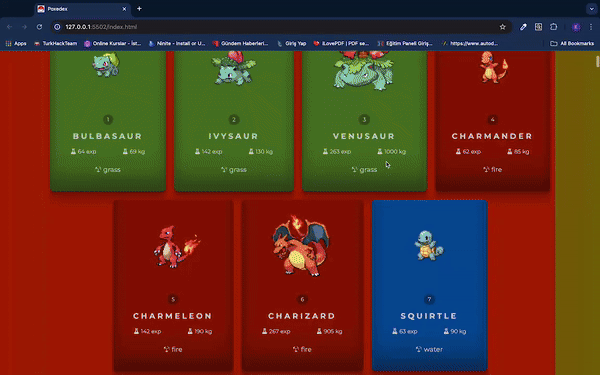 Poxedex
127.0.0.1:5502/index.html
Apps
TurkHackTeam
Online Kurslar - İst...
Ninite - Install or U...
Gündem Haberleri...
Giriş Yap
iLovePDF | PDF se...
Eğitim Paneli Giriş...
https://www.autod...
All Bookmarks
1 2 3 4
BULBASAUR IVYSAUR VENUSAUR CHARMANDER
64 exp 69 kg 142 exp 130 kg 263 exp 1000 kg 62 exp 85 kg
grass grass grass fire
5 6 7
CHARMELEON CHARIZARD SQUIRTLE
142 exp 190 kg 267 exp 905 kg 63 exp 90 kg
fire fire water